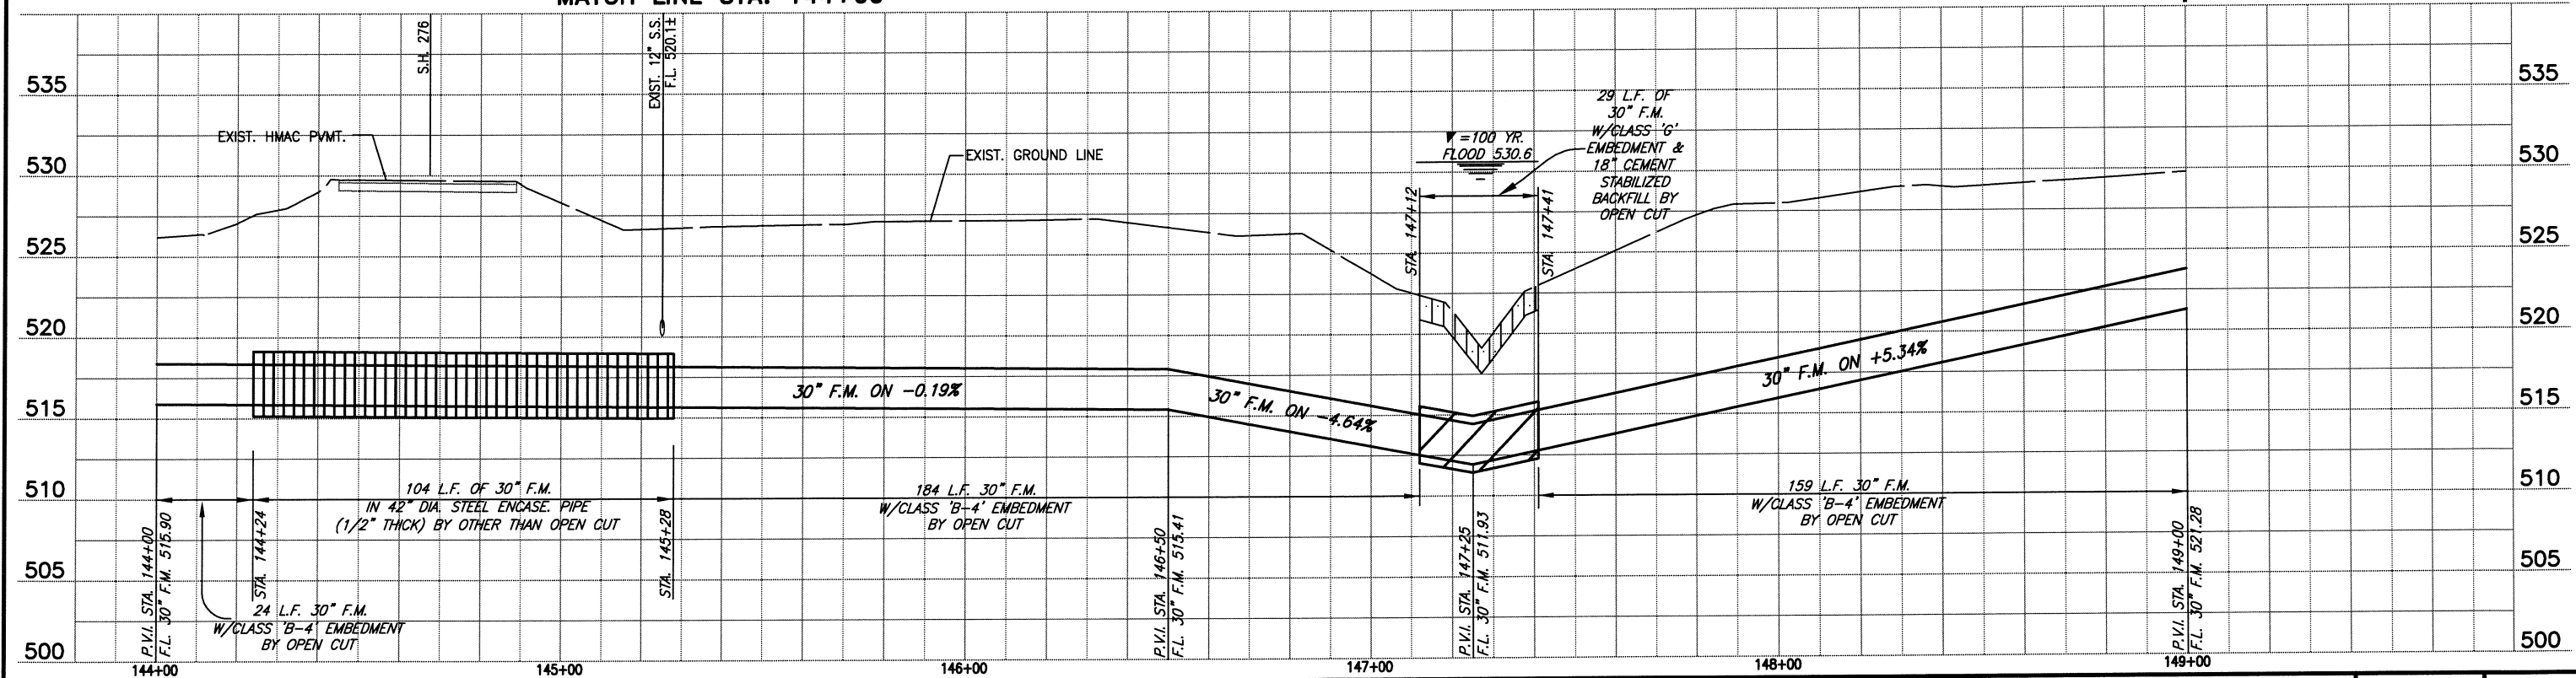 S.H. 276
EXIST. 12" S.S.
F.L. 520.1±
535
535
29 L.F. OF
30" F.M.
W/CLASS 'G'
EMBEDMENT &
18" CEMENT
STABILIZED
BACKFILL BY
OPEN CUT
EXIST. HMAC PVMT.
EXIST. GROUND LINE
=100 YR.
FLOOD 530.6
530
530
STA. 147+12
STA. 147+41
525
525
520
520
30" F.M. ON -0.19%
30" F.M. ON -4.64%
30" F.M. ON +5.34%
515
515
510
510
104 L.F. OF 30" F.M.
IN 42" DIA. STEEL ENCASE. PIPE
(1/2" THICK) BY OTHER THAN OPEN CUT
184 L.F. 30" F.M.
W/CLASS 'B-4' EMBEDMENT
BY OPEN CUT
159 L.F. 30" F.M.
W/CLASS 'B-4' EMBEDMENT
BY OPEN CUT
P.V.I. STA. 144+00
F.L. 30" F.M. 515.90
STA. 144+24
STA. 145+28
P.V.I. STA. 146+50
F.L. 30" F.M. 515.41
P.V.I. STA. 147+25
F.L. 30" F.M. 511.93
P.V.I. STA. 149+00
F.L. 30" F.M. 521.28
505
505
24 L.F. 30" F.M.
W/CLASS 'B-4' EMBEDMENT
BY OPEN CUT
500
500
144+00
145+00
146+00
147+00
148+00
149+00